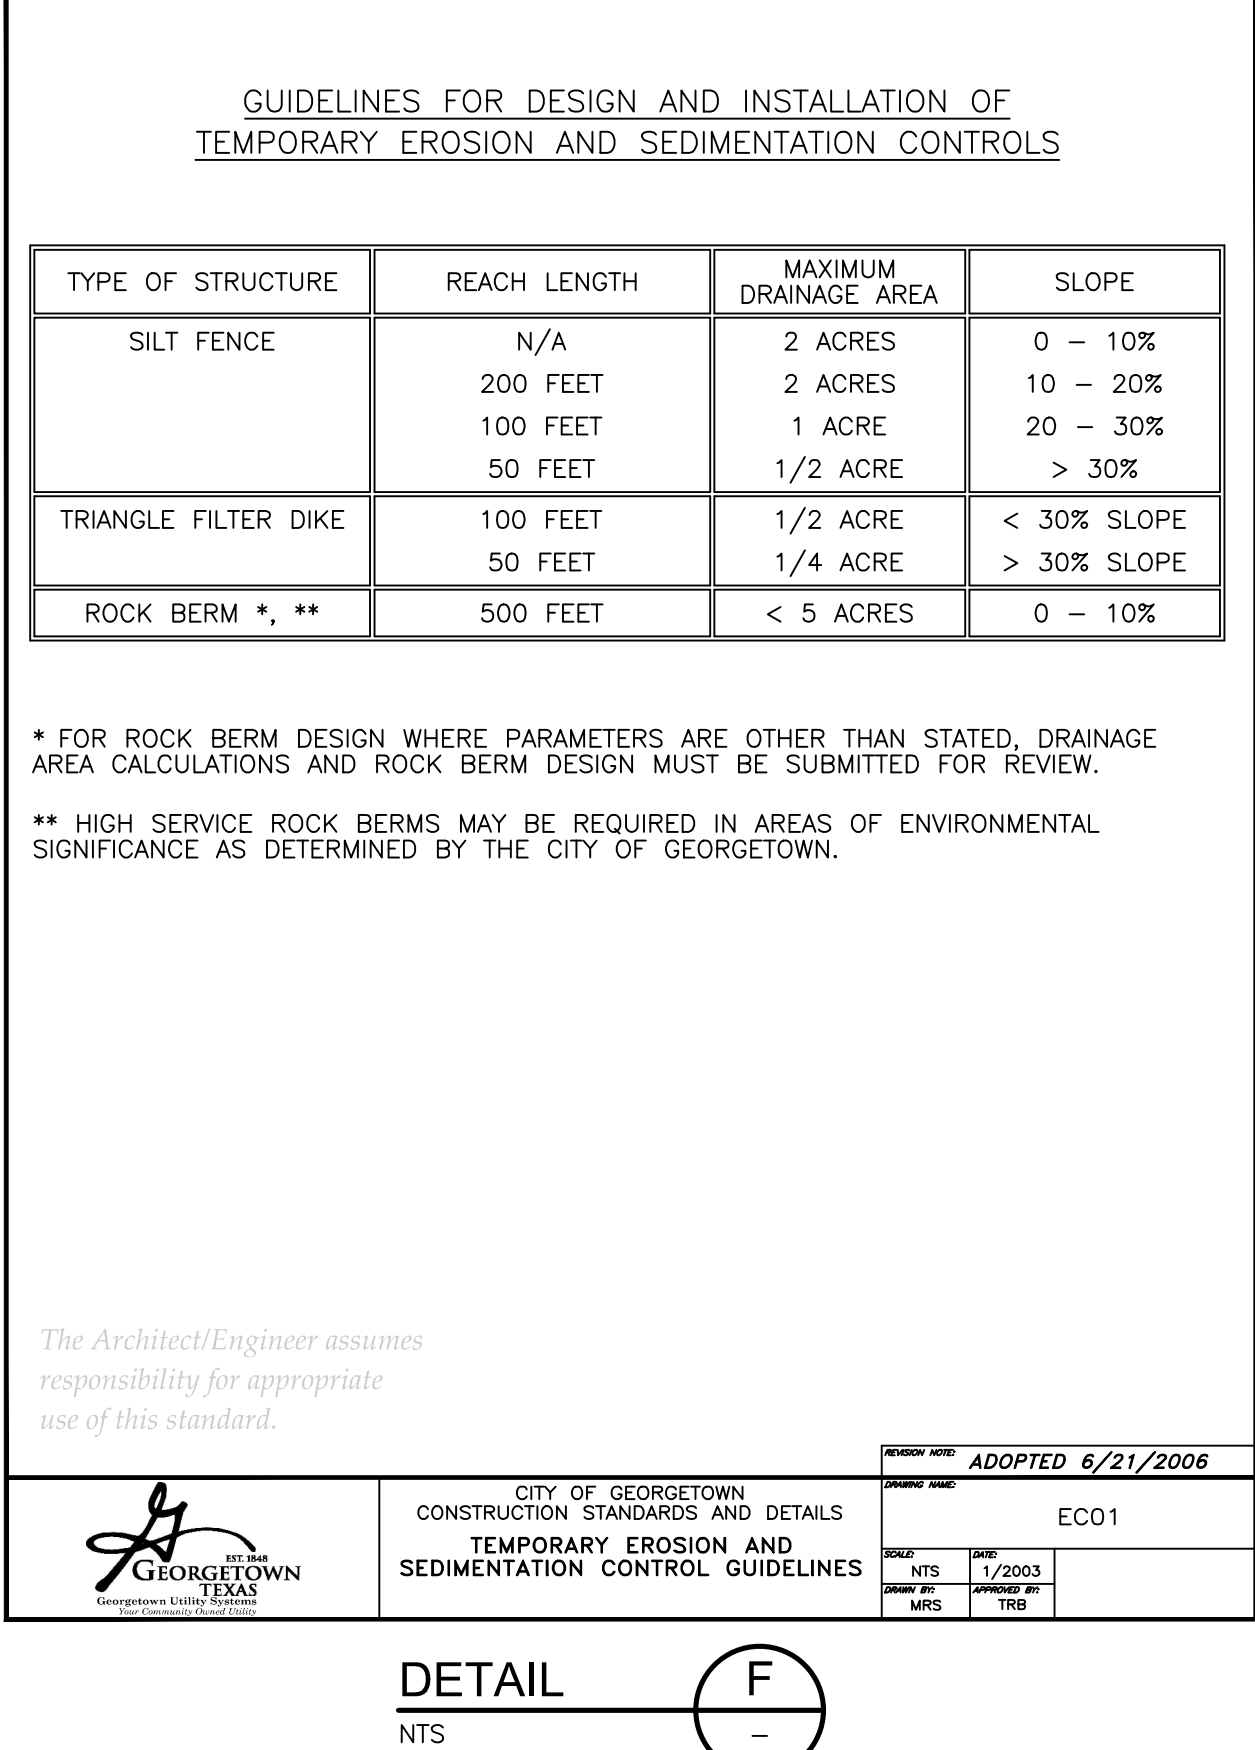 GUIDELINES FOR DESIGN AND INSTALLATION OF
TEMPORARY EROSION AND SEDIMENTATION CONTROLS
TYPE OF STRUCTURE REACH LENGTH MAXIMUM DRAINAGE AREA SLOPE
SILT FENCE N/A 2 ACRES 0 – 10%
200 FEET 2 ACRES 10 – 20%
100 FEET 1 ACRE 20 – 30%
50 FEET 1/2 ACRE > 30%
TRIANGLE FILTER DIKE 100 FEET 1/2 ACRE < 30% SLOPE
50 FEET 1/4 ACRE > 30% SLOPE
ROCK BERM *, ** 500 FEET < 5 ACRES 0 – 10%
* FOR ROCK BERM DESIGN WHERE PARAMETERS ARE OTHER THAN STATED, DRAINAGE
AREA CALCULATIONS AND ROCK BERM DESIGN MUST BE SUBMITTED FOR REVIEW.
** HIGH SERVICE ROCK BERMS MAY BE REQUIRED IN AREAS OF ENVIRONMENTAL
SIGNIFICANCE AS DETERMINED BY THE CITY OF GEORGETOWN.
The Architect/Engineer assumes
responsibility for appropriate
use of this standard.
REVISION NOTE: ADOPTED 6/21/2006
EST. 1848
GEORGETOWN
TEXAS
Georgetown Utility Systems
Your Community Owned Utility
CITY OF GEORGETOWN
CONSTRUCTION STANDARDS AND DETAILS
TEMPORARY EROSION AND
SEDIMENTATION CONTROL GUIDELINES
DRAWING NAME:
EC01
SCALE: DATE:
NTS 1/2003
DRAWN BY: APPROVED BY:
MRS TRB
DETAIL F
NTS –